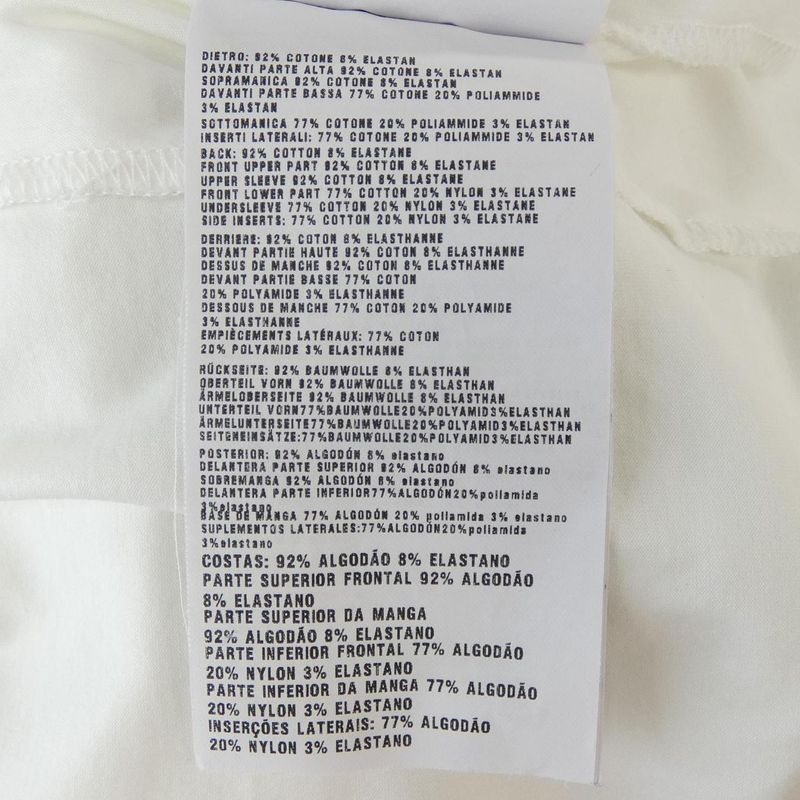 DIETRO: 92% COTONE 8% ELASTAN
DAVANTI PARTE ALTA 92% COTONE 8% ELASTAN
SOPRAMANICA 92% COTONE 8% ELASTAN
DAVANTI PARTE BASSA 77% COTONE 20% POLIAMMIDE
3% ELASTAN
SOTTOMANICA 77% COTONE 20% POLIAMMIDE 3% ELASTAN
INSERTI LATERALI: 77% COTONE 20% POLIAMMIDE 3% ELASTAN
BACK: 92% COTTON 8% ELASTANE
FRONT UPPER PART 92% COTTON 8% ELASTANE
UPPER SLEEVE 92% COTTON 8% ELASTANE
FRONT LOWER PART 77% COTTON 20% NYLON 3% ELASTANE
UNDERSLEEVE 77% COTTON 20% NYLON 3% ELASTANE
SIDE INSERTS: 77% COTTON 20% NYLON 3% ELASTANE
DERRIERE: 92% COTON 8% ELASTHANNE
DEVANT PARTIE HAUTE 92% COTON 8% ELASTHANNE
DESSUS DE MANCHE 92% COTON 8% ELASTHANNE
DEVANT PARTIE BASSE 77% COTON
20% POLYAMIDE 3% ELASTHANNE
DESSOUS DE MANCHE 77% COTON 20% POLYAMIDE
3% ELASTHANNE
EMPIÈCEMENTS LATÉRAUX: 77% COTON
20% POLYAMIDE 3% ELASTHANNE
RÜCKSEITE: 92% BAUMWOLLE 8% ELASTHAN
OBERTEIL VORN 92% BAUMWOLLE 8% ELASTHAN
ÄRMELOBERSEITE 92% BAUMWOLLE 8% ELASTHAN
UNTERTEIL VORN77%BAUMWOLLE20%POLYAMID3%ELASTHAN
ÄRMELUNTERSEITE77%BAUMWOLLE20%POLYAMID3%ELASTHAN
SEITENEINSÄTZE:77%BAUMWOLLE20%POLYAMID3%ELASTHAN
POSTERIOR: 92% ALGODÓN 8% elastano
DELANTERA PARTE SUPERIOR 92% ALGODÓN 8% elastano
SOBREMANGA 92% ALGODÓN 8% elastano
DELANTERA PARTE INFERIOR77%ALGODÓN20%poliamida
3%elastano
BASE DE MANGA 77% ALGODÓN 20% poliamida 3% elastano
SUPLEMENTOS LATERALES:77%ALGODÓN20%poliamida
3%elastano
COSTAS: 92% ALGODÃO 8% ELASTANO
PARTE SUPERIOR FRONTAL 92% ALGODÃO
8% ELASTANO
PARTE SUPERIOR DA MANGA
92% ALGODÃO 8% ELASTANO
PARTE INFERIOR FRONTAL 77% ALGODÃO
20% NYLON 3% ELASTANO
PARTE INFERIOR DA MANGA 77% ALGODÃO
20% NYLON 3% ELASTANO
INSERÇÕES LATERAIS: 77% ALGODÃO
20% NYLON 3% ELASTANO